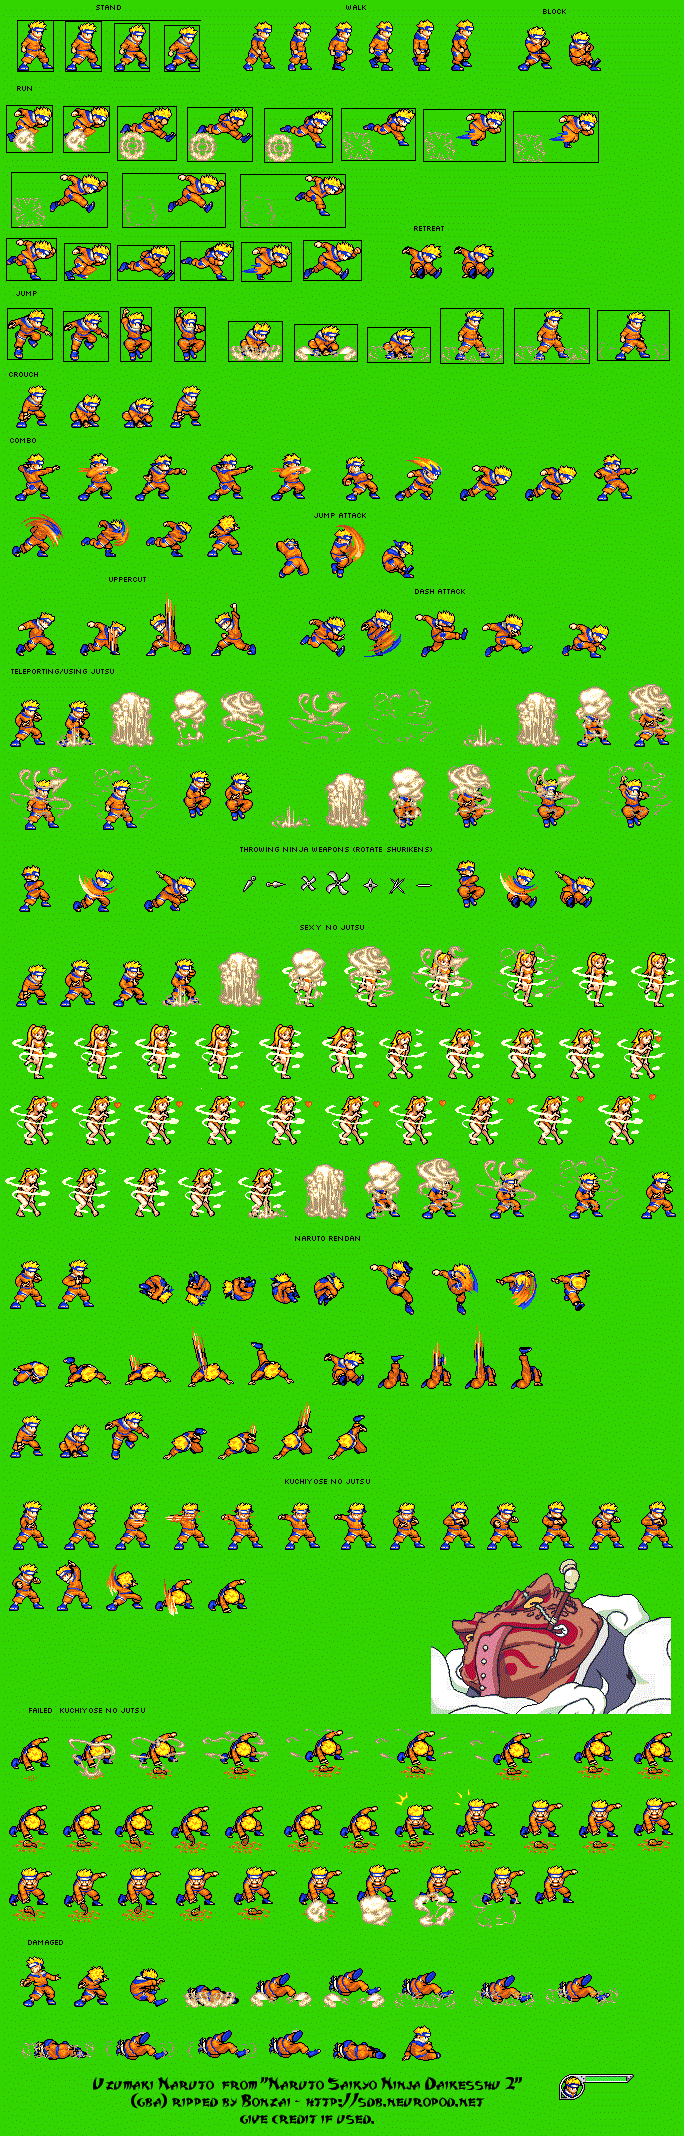 STAND
WALK
BLOCK
RUN
RETREAT
JUMP
CROUCH
COMBO
JUMP ATTACK
UPPERCUT
DASH ATTACK
TELEPORTING/USING JUTSU
THROWING NINJA WEAPONS (ROTATE SHURIKENS)
SEXY NO JUTSU
NARUTO RENDAN
KUCHIYOSE NO JUTSU
FAILED KUCHIYOSE NO JUTSU
DAMAGED
UZUMAKI NARUTO FROM "NARUTO SAIKYO NINJA DAIKESSHU 2"
(GBA) RIPPED BY BONZAI - HTTP://SDB.NEUROPOD.NET
GIVE CREDIT IF USED.